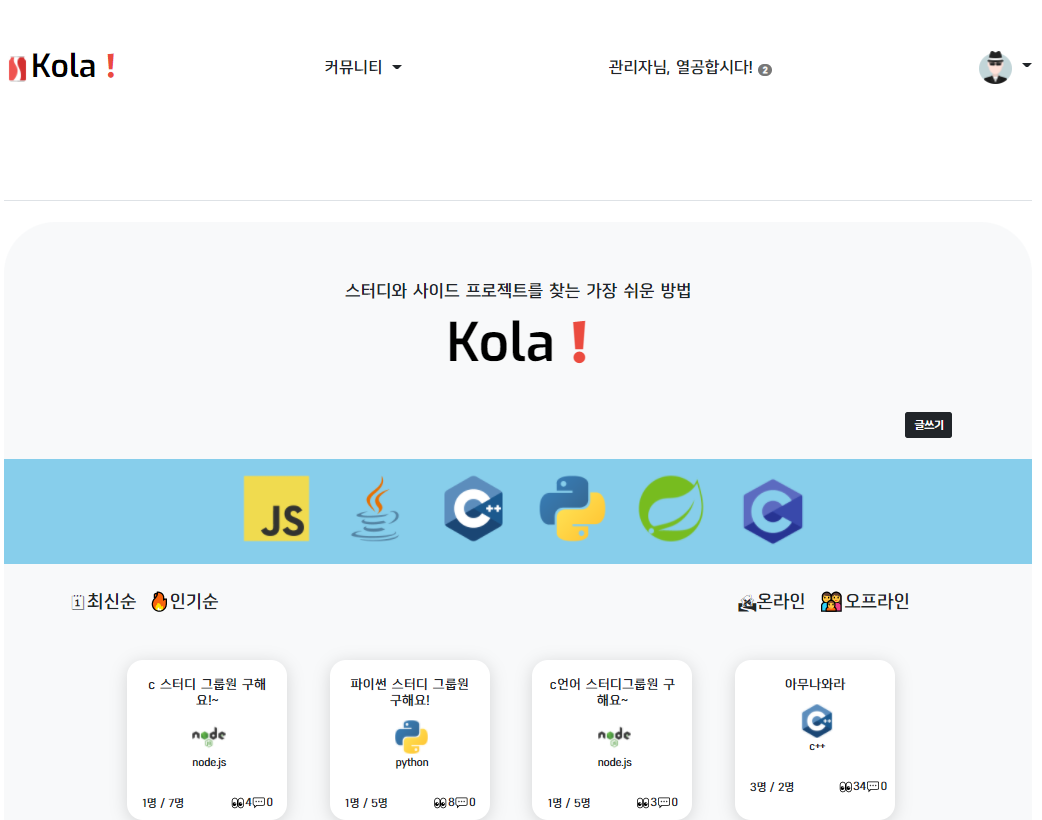 Kola !
커뮤니티
관리자님, 열공합시다! 2
스터디와 사이드 프로젝트를 찾는 가장 쉬운 방법
Kola !
글쓰기
JS
C++
C
1 최신순 인기순
온라인 오프라인
c 스터디 그룹원 구해
요!~
node
node.js
1명 / 7명
4 0
파이썬 스터디 그룹원
구해요!
python
1명 / 5명
8 0
c언어 스터디그룹원 구
해요~
node
node.js
1명 / 5명
3 0
아무나와라
C++
c++
3명 / 2명
34 0